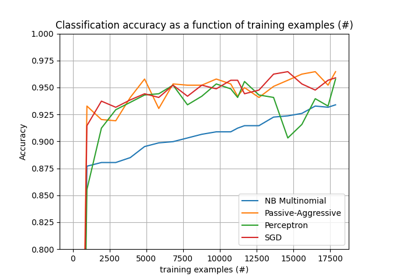 Classification accuracy as a function of training examples (#)
1.000
0.975
0.950
0.925
0.900
0.875
0.850
0.825
0.800
Accuracy
NB Multinomial
Passive-Aggressive
Perceptron
SGD
0 2500 5000 7500 10000 12500 15000 17500
training examples (#)